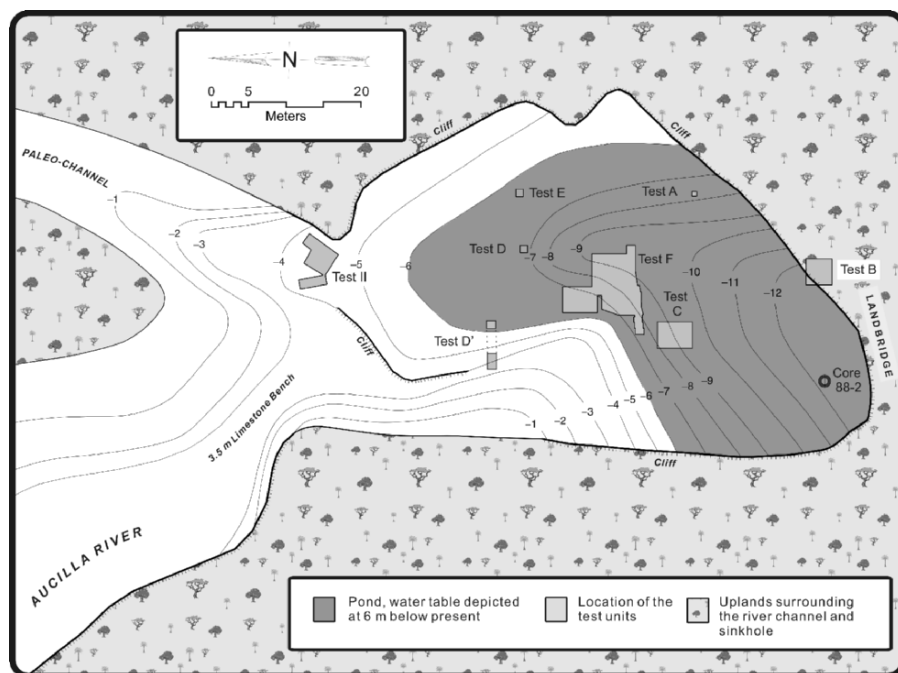 N
0 5 20
Meters
Cliff
Cliff
PALEO-CHANNEL
–1
–2
–3
–4
–5
–6
–7
–8
–9
–10
–11
–12
Test E
Test A
Test D
Test F
Test II
Test B
Test
C
Test D'
LANDBRIDGE
Core
88-2
Cliff
3.5 m Limestone Bench
–1
–2
–3
–4
–5
–6
–7
–8
–9
Cliff
AUCILLA RIVER
Pond, water table depicted
at 6 m below present
Location of the
test units
Uplands surrounding
the river channel and
sinkhole